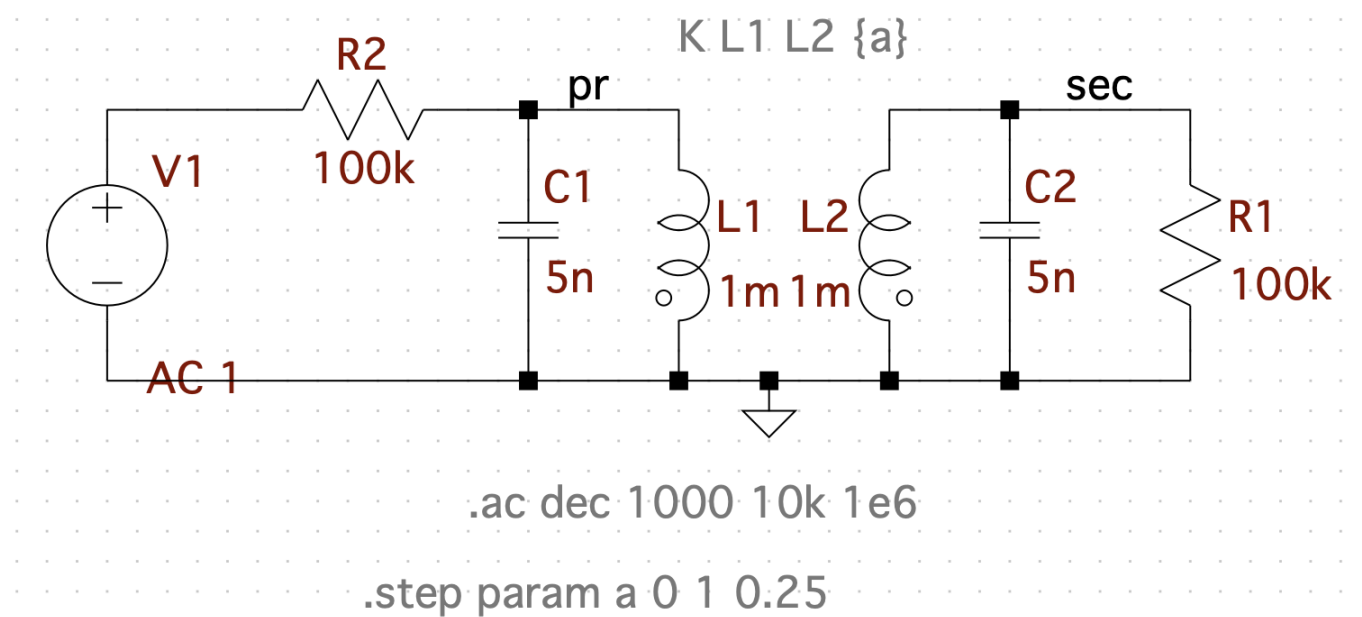 K L1 L2 {a}
R2
pr
sec
V1
100k
C1
C2
L1
L2
R1
5n
1m
1m
5n
100k
AC 1
.ac dec 1000 10k 1e6
.step param a 0 1 0.25